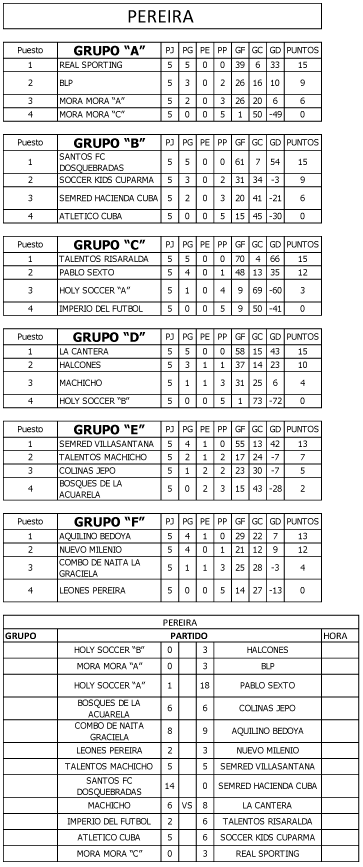 PEREIRA
Puesto GRUPO "A" PJ PG PE PP GF GC GD PUNTOS
1 REAL SPORTING 5 5 0 0 39 6 33 15
2 BLP 5 3 0 2 26 16 10 9
3 MORA MORA "A" 5 2 0 3 26 20 6 6
4 MORA MORA "C" 5 0 0 5 1 50 -49 0
Puesto GRUPO "B" PJ PG PE PP GF GC GD PUNTOS
1 SANTOS FC DOSQUEBRADAS 5 5 0 0 61 7 54 15
2 SOCCER KIDS CUPARMA 5 3 0 2 31 34 -3 9
3 SEMRED HACIENDA CUBA 5 2 0 3 20 41 -21 6
4 ATLETICO CUBA 5 0 0 5 15 45 -30 0
Puesto GRUPO "C" PJ PG PE PP GF GC GD PUNTOS
1 TALENTOS RISARALDA 5 5 0 0 70 4 66 15
2 PABLO SEXTO 5 4 0 1 48 13 35 12
3 HOLY SOCCER "A" 5 1 0 4 9 69 -60 3
4 IMPERIO DEL FUTBOL 5 0 0 5 9 50 -41 0
Puesto GRUPO "D" PJ PG PE PP GF GC GD PUNTOS
1 LA CANTERA 5 5 0 0 58 15 43 15
2 HALCONES 5 3 1 1 37 14 23 10
3 MACHICHO 5 1 1 3 31 25 6 4
4 HOLY SOCCER "B" 5 0 0 5 1 73 -72 0
Puesto GRUPO "E" PJ PG PE PP GF GC GD PUNTOS
1 SEMRED VILLASANTANA 5 4 1 0 55 13 42 13
2 TALENTOS MACHICHO 5 2 1 2 17 24 -7 7
3 COLINAS JEPO 5 1 2 2 23 30 -7 5
4 BOSQUES DE LA ACUARELA 5 0 2 3 15 43 -28 2
Puesto GRUPO "F" PJ PG PE PP GF GC GD PUNTOS
1 AQUILINO BEDOYA 5 4 1 0 29 22 7 13
2 NUEVO MILENIO 5 4 0 1 21 12 9 12
3 COMBO DE NAITA LA GRACIELA 5 1 1 3 25 28 -3 4
4 LEONES PEREIRA 5 0 0 5 14 27 -13 0
PEREIRA
GRUPO PARTIDO HORA
HOLY SOCCER "B" 0 3 HALCONES
MORA MORA "A" 0 3 BLP
HOLY SOCCER "A" 1 18 PABLO SEXTO
BOSQUES DE LA ACUARELA 6 6 COLINAS JEPO
COMBO DE NAITA GRACIELA 8 9 AQUILINO BEDOYA
LEONES PEREIRA 2 3 NUEVO MILENIO
TALENTOS MACHICHO 5 5 SEMRED VILLASANTANA
SANTOS FC DOSQUEBRADAS 14 0 SEMRED HACIENDA CUBA
MACHICHO 6 VS 8 LA CANTERA
IMPERIO DEL FUTBOL 2 6 TALENTOS RISARALDA
ATLETICO CUBA 5 6 SOCCER KIDS CUPARMA
MORA MORA "C" 0 3 REAL SPORTING